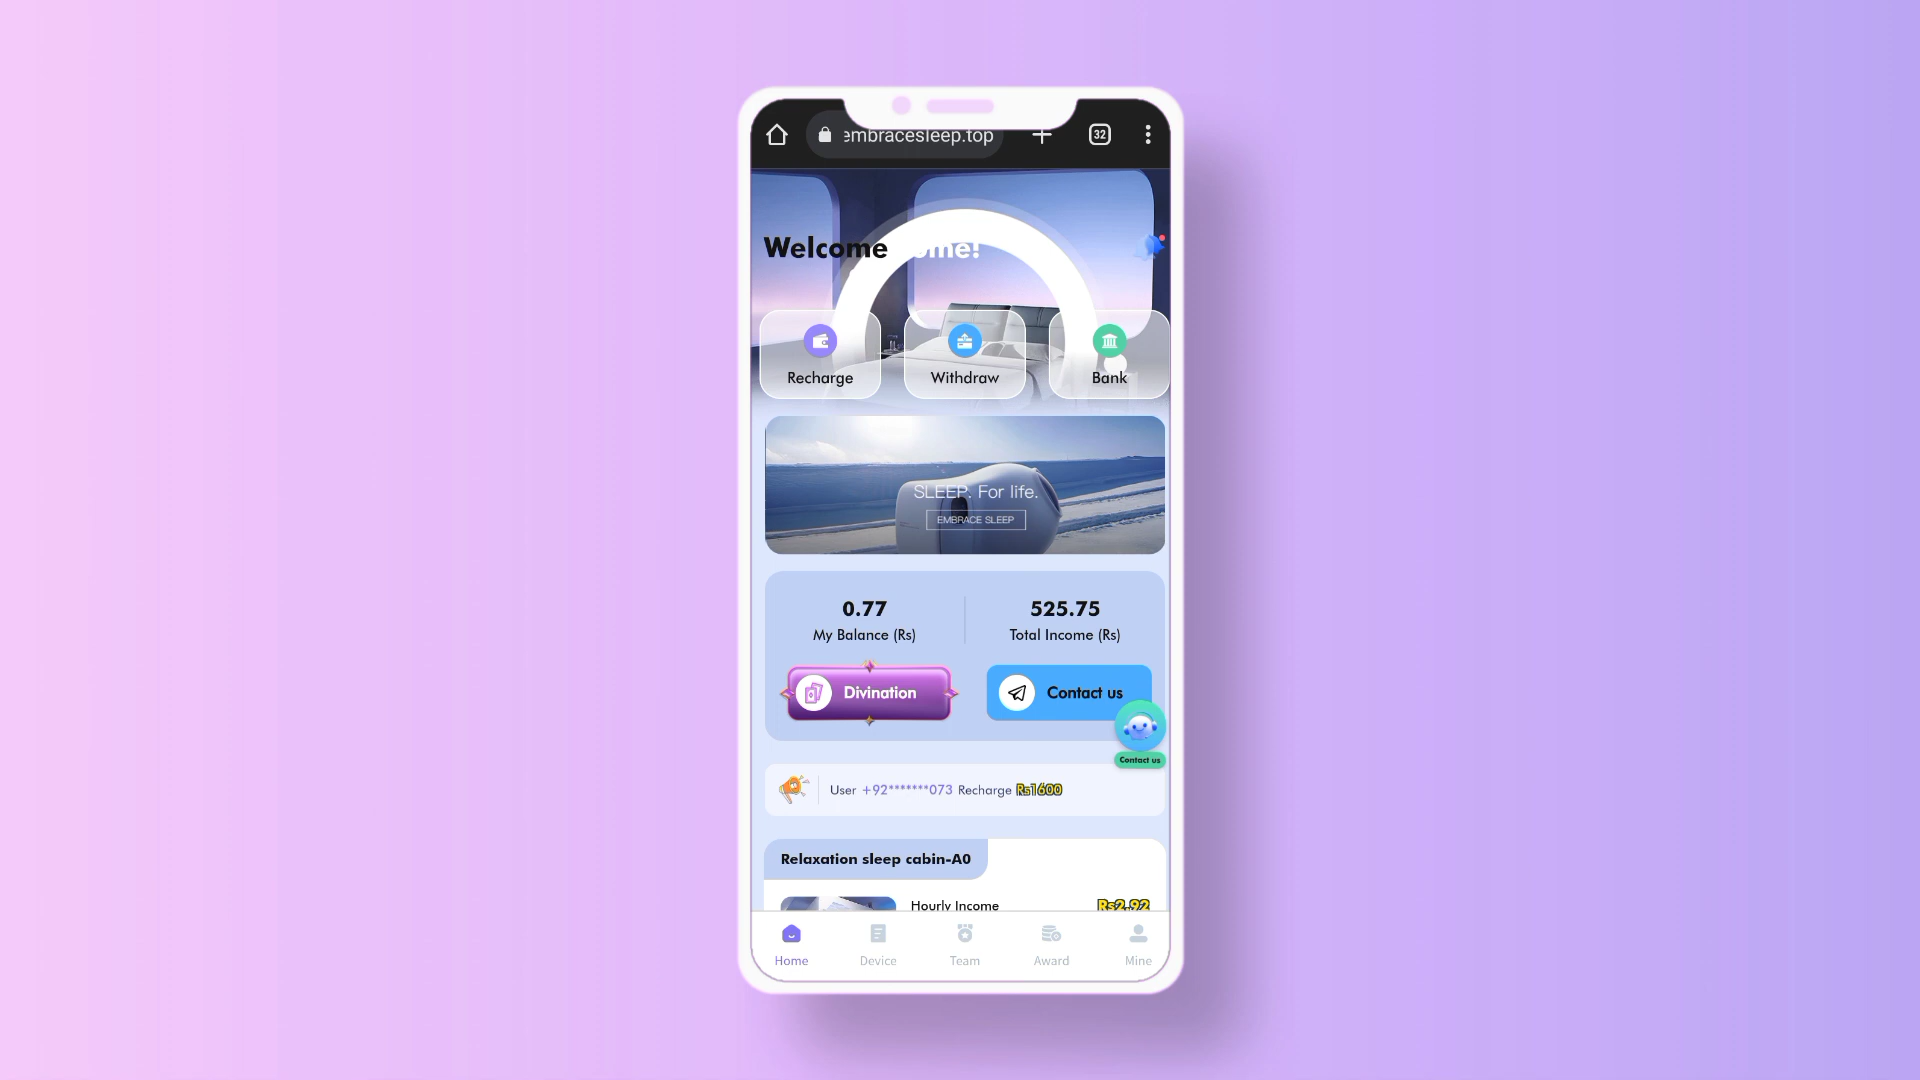 embracesleep.top
32
Welcome ome!
Recharge
Withdraw
Bank
SLEEP. For life.
EMBRACE SLEEP
0.77
525.75
My Balance (Rs)
Total Income (Rs)
Divination
Contact us
Contact us
User +92*******073 Recharge Rs1600
Relaxation sleep cabin-A0
Hourly Income
Rs2.92
Home
Device
Team
Award
Mine